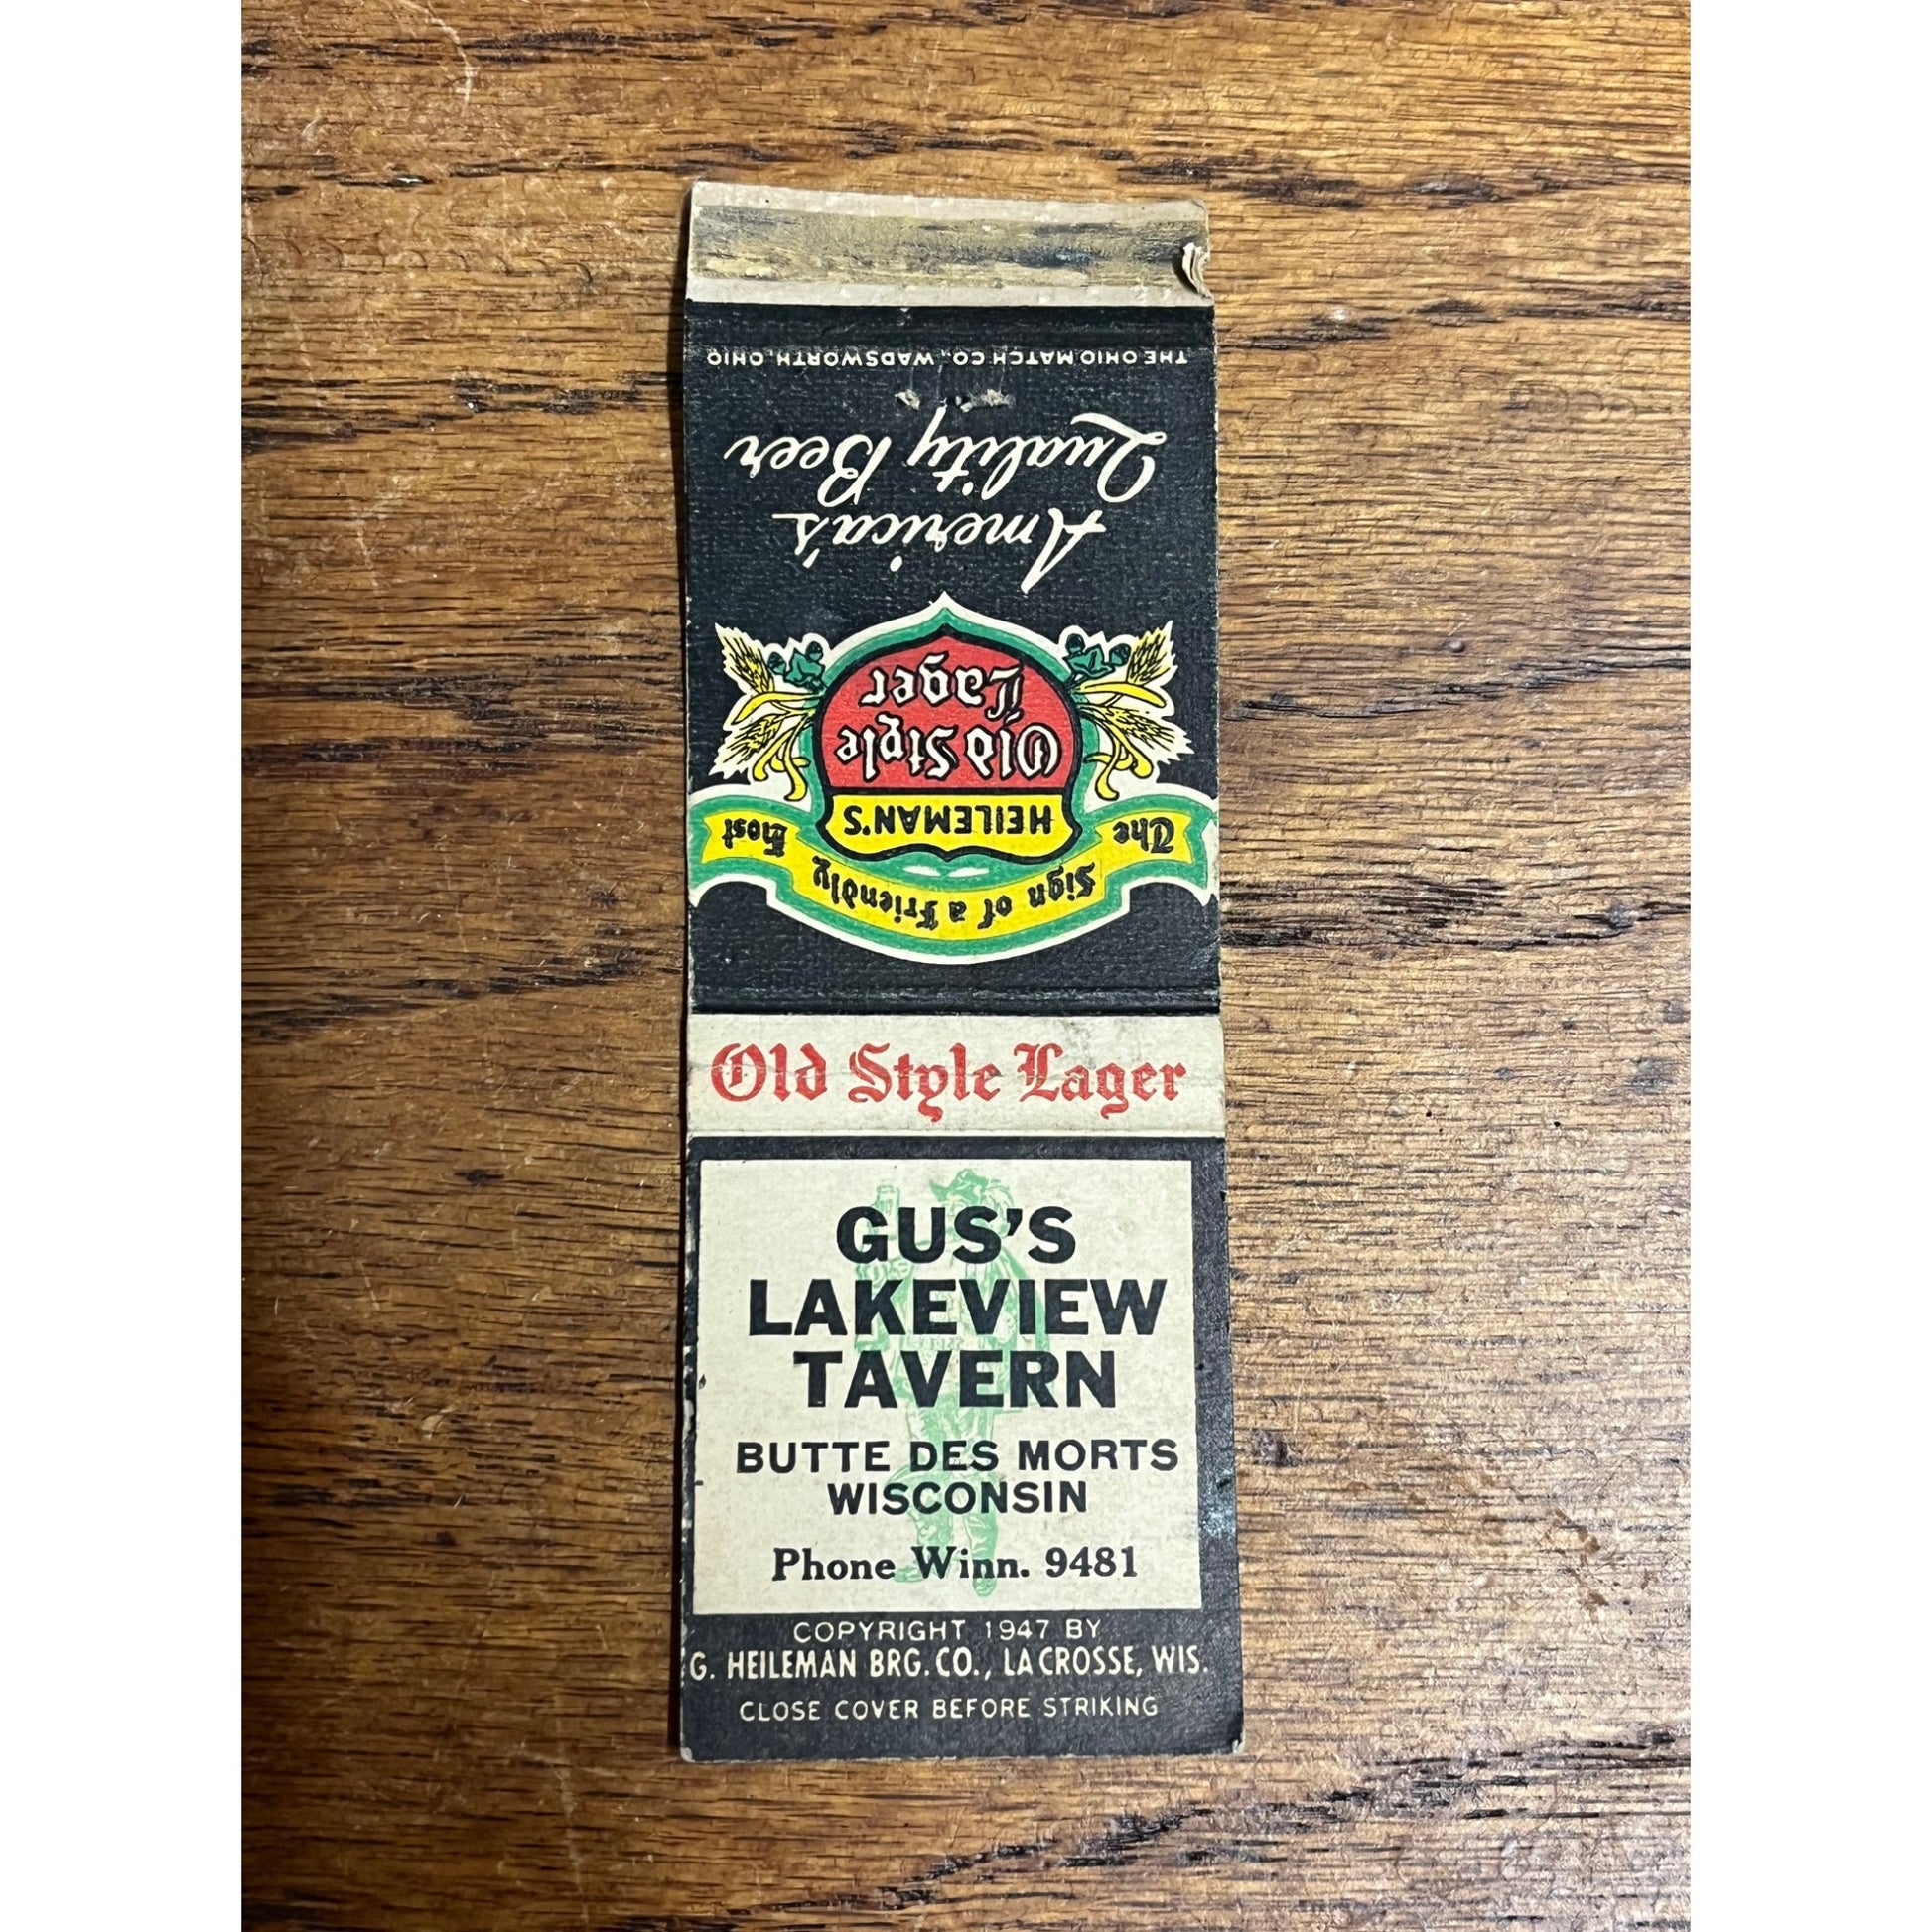 THE OHIO MATCH CO., WADSWORTH, OHIO
America's
Quality Beer
Old Style
Lager
HEILEMAN'S
The Sign of a Friendly Host
Old Style Lager
GUS'S
LAKEVIEW
TAVERN
BUTTE DES MORTS
WISCONSIN
Phone Winn. 9481
COPYRIGHT 1947 BY
G. HEILEMAN BRG. CO., LA CROSSE, WIS.
CLOSE COVER BEFORE STRIKING